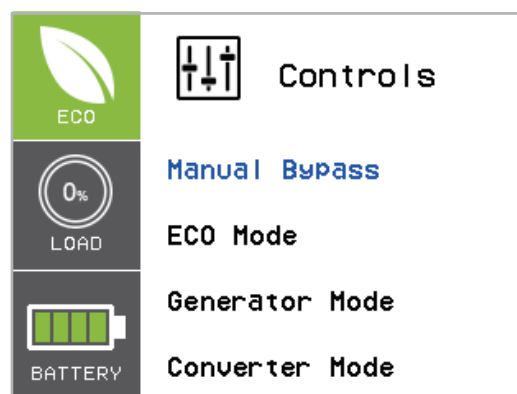 ECO
0%
LOAD
BATTERY
Controls
Manual Bypass
ECO Mode
Generator Mode
Converter Mode